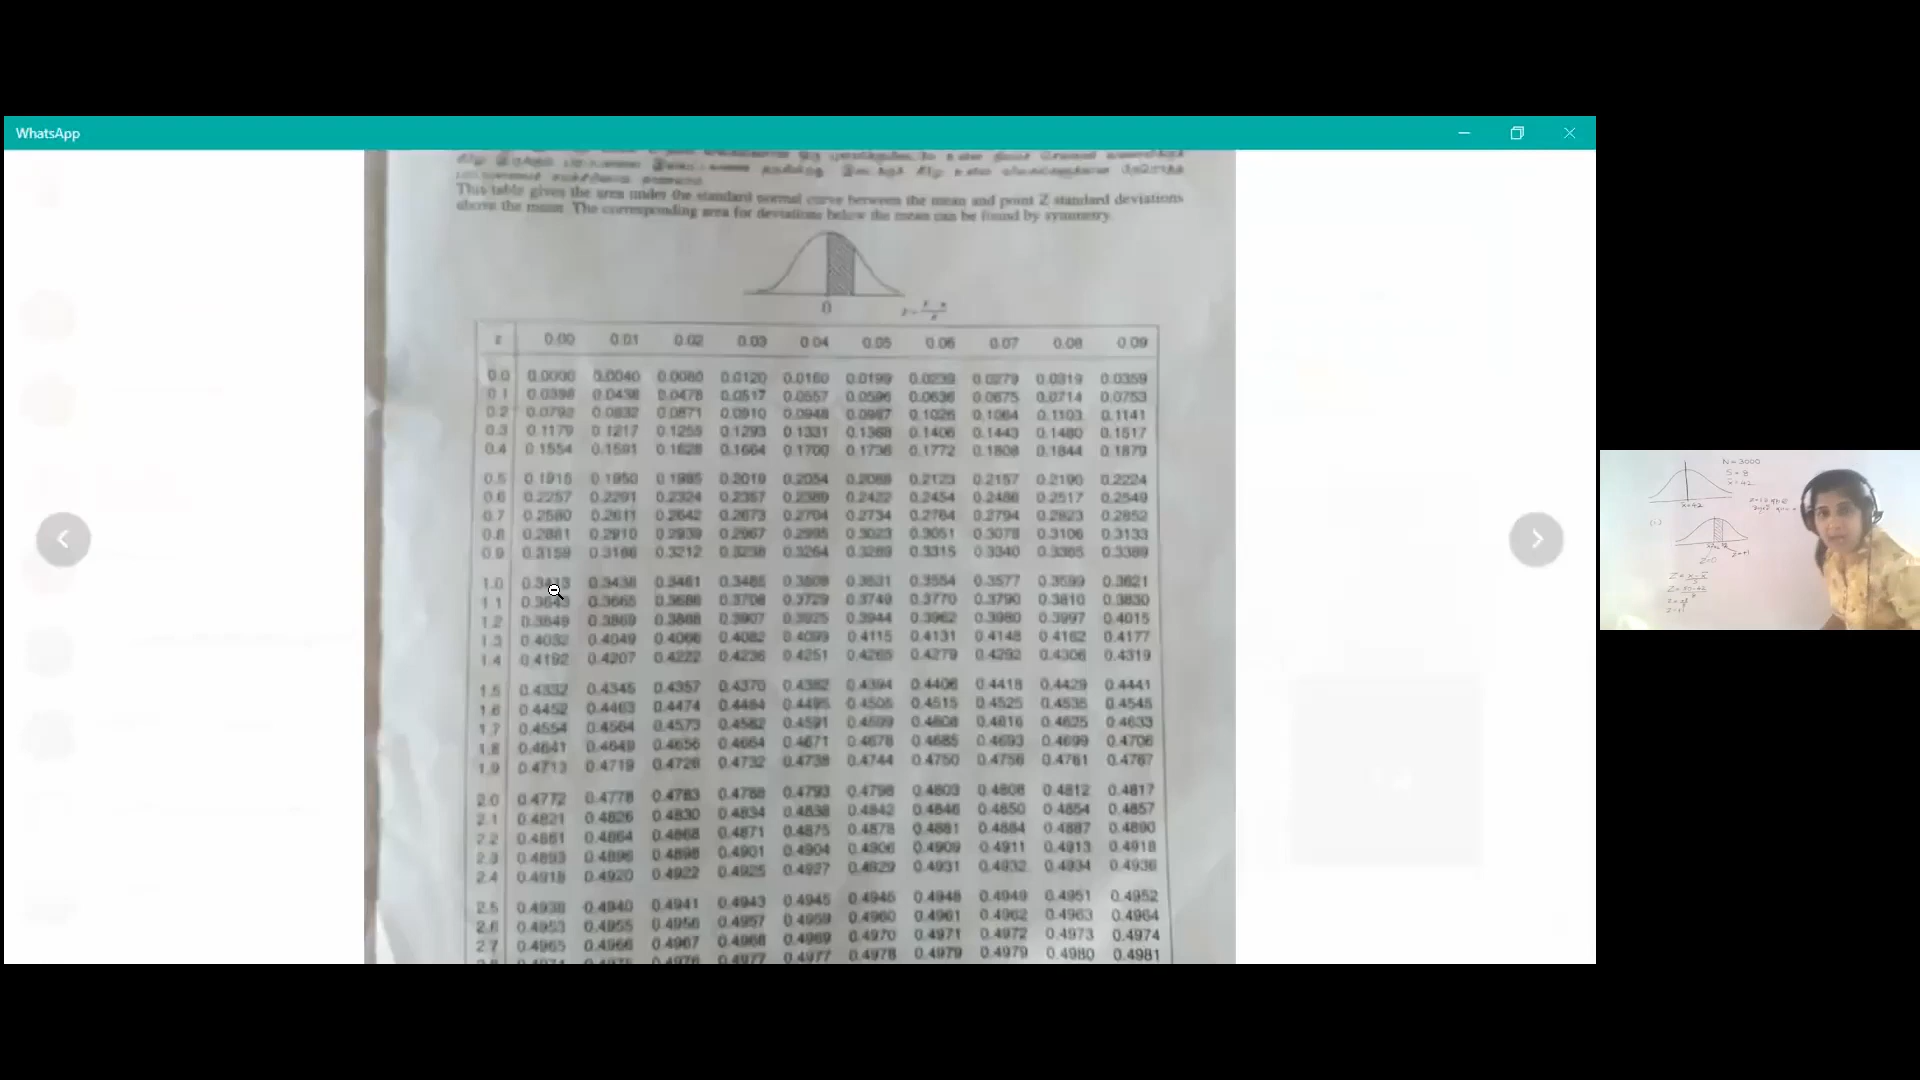 WhatsApp
This table gives the area under the standard normal curve between the mean and point Z standard deviations
above the mean. The corresponding area for deviations below the mean can be found by symmetry.
0
z 0.00 0.01 0.02 0.03 0.04 0.05 0.06 0.07 0.08 0.09
0.0 0.0000 0.0040 0.0080 0.0120 0.0160 0.0199 0.0239 0.0279 0.0319 0.0359
0.1 0.0398 0.0438 0.0478 0.0517 0.0557 0.0596 0.0636 0.0675 0.0714 0.0753
0.2 0.0793 0.0832 0.0871 0.0910 0.0948 0.0987 0.1026 0.1064 0.1103 0.1141
0.3 0.1179 0.1217 0.1255 0.1293 0.1331 0.1368 0.1406 0.1443 0.1480 0.1517
0.4 0.1554 0.1591 0.1628 0.1664 0.1700 0.1736 0.1772 0.1808 0.1844 0.1879
0.5 0.1915 0.1950 0.1985 0.2019 0.2054 0.2088 0.2123 0.2157 0.2190 0.2224
0.6 0.2257 0.2291 0.2324 0.2357 0.2389 0.2422 0.2454 0.2486 0.2517 0.2549
0.7 0.2580 0.2611 0.2642 0.2673 0.2704 0.2734 0.2764 0.2794 0.2823 0.2852
0.8 0.2881 0.2910 0.2939 0.2967 0.2995 0.3023 0.3051 0.3078 0.3106 0.3133
0.9 0.3159 0.3186 0.3212 0.3238 0.3264 0.3289 0.3315 0.3340 0.3365 0.3389
1.0 0.3413 0.3438 0.3461 0.3485 0.3508 0.3531 0.3554 0.3577 0.3599 0.3621
1.1 0.3643 0.3665 0.3686 0.3708 0.3729 0.3749 0.3770 0.3790 0.3810 0.3830
1.2 0.3849 0.3869 0.3888 0.3907 0.3925 0.3944 0.3962 0.3980 0.3997 0.4015
1.3 0.4032 0.4049 0.4066 0.4082 0.4099 0.4115 0.4131 0.4148 0.4162 0.4177
1.4 0.4192 0.4207 0.4222 0.4236 0.4251 0.4265 0.4279 0.4292 0.4306 0.4319
1.5 0.4332 0.4345 0.4357 0.4370 0.4382 0.4394 0.4406 0.4418 0.4429 0.4441
1.6 0.4452 0.4463 0.4474 0.4484 0.4495 0.4505 0.4515 0.4525 0.4535 0.4545
1.7 0.4554 0.4564 0.4573 0.4582 0.4591 0.4599 0.4608 0.4616 0.4625 0.4633
1.8 0.4641 0.4649 0.4656 0.4664 0.4671 0.4678 0.4685 0.4693 0.4699 0.4706
1.9 0.4713 0.4719 0.4726 0.4732 0.4738 0.4744 0.4750 0.4756 0.4761 0.4767
2.0 0.4772 0.4778 0.4783 0.4788 0.4793 0.4798 0.4803 0.4808 0.4812 0.4817
2.1 0.4821 0.4826 0.4830 0.4834 0.4838 0.4842 0.4846 0.4850 0.4854 0.4857
2.2 0.4861 0.4864 0.4868 0.4871 0.4875 0.4878 0.4881 0.4884 0.4887 0.4890
2.3 0.4893 0.4896 0.4898 0.4901 0.4904 0.4906 0.4909 0.4911 0.4913 0.4918
2.4 0.4918 0.4920 0.4922 0.4925 0.4927 0.4929 0.4931 0.4932 0.4934 0.4936
2.5 0.4938 0.4940 0.4941 0.4943 0.4945 0.4946 0.4948 0.4949 0.4951 0.4952
2.6 0.4953 0.4955 0.4956 0.4957 0.4959 0.4960 0.4961 0.4962 0.4963 0.4964
2.7 0.4965 0.4966 0.4967 0.4968 0.4969 0.4970 0.4971 0.4972 0.4973 0.4974
0.4977 0.4977 0.4978 0.4979 0.4979 0.4980 0.4981
N = 3000
S = 8
x̄ = 42
x̄ = 42
(i)
Z=0
Z=+1